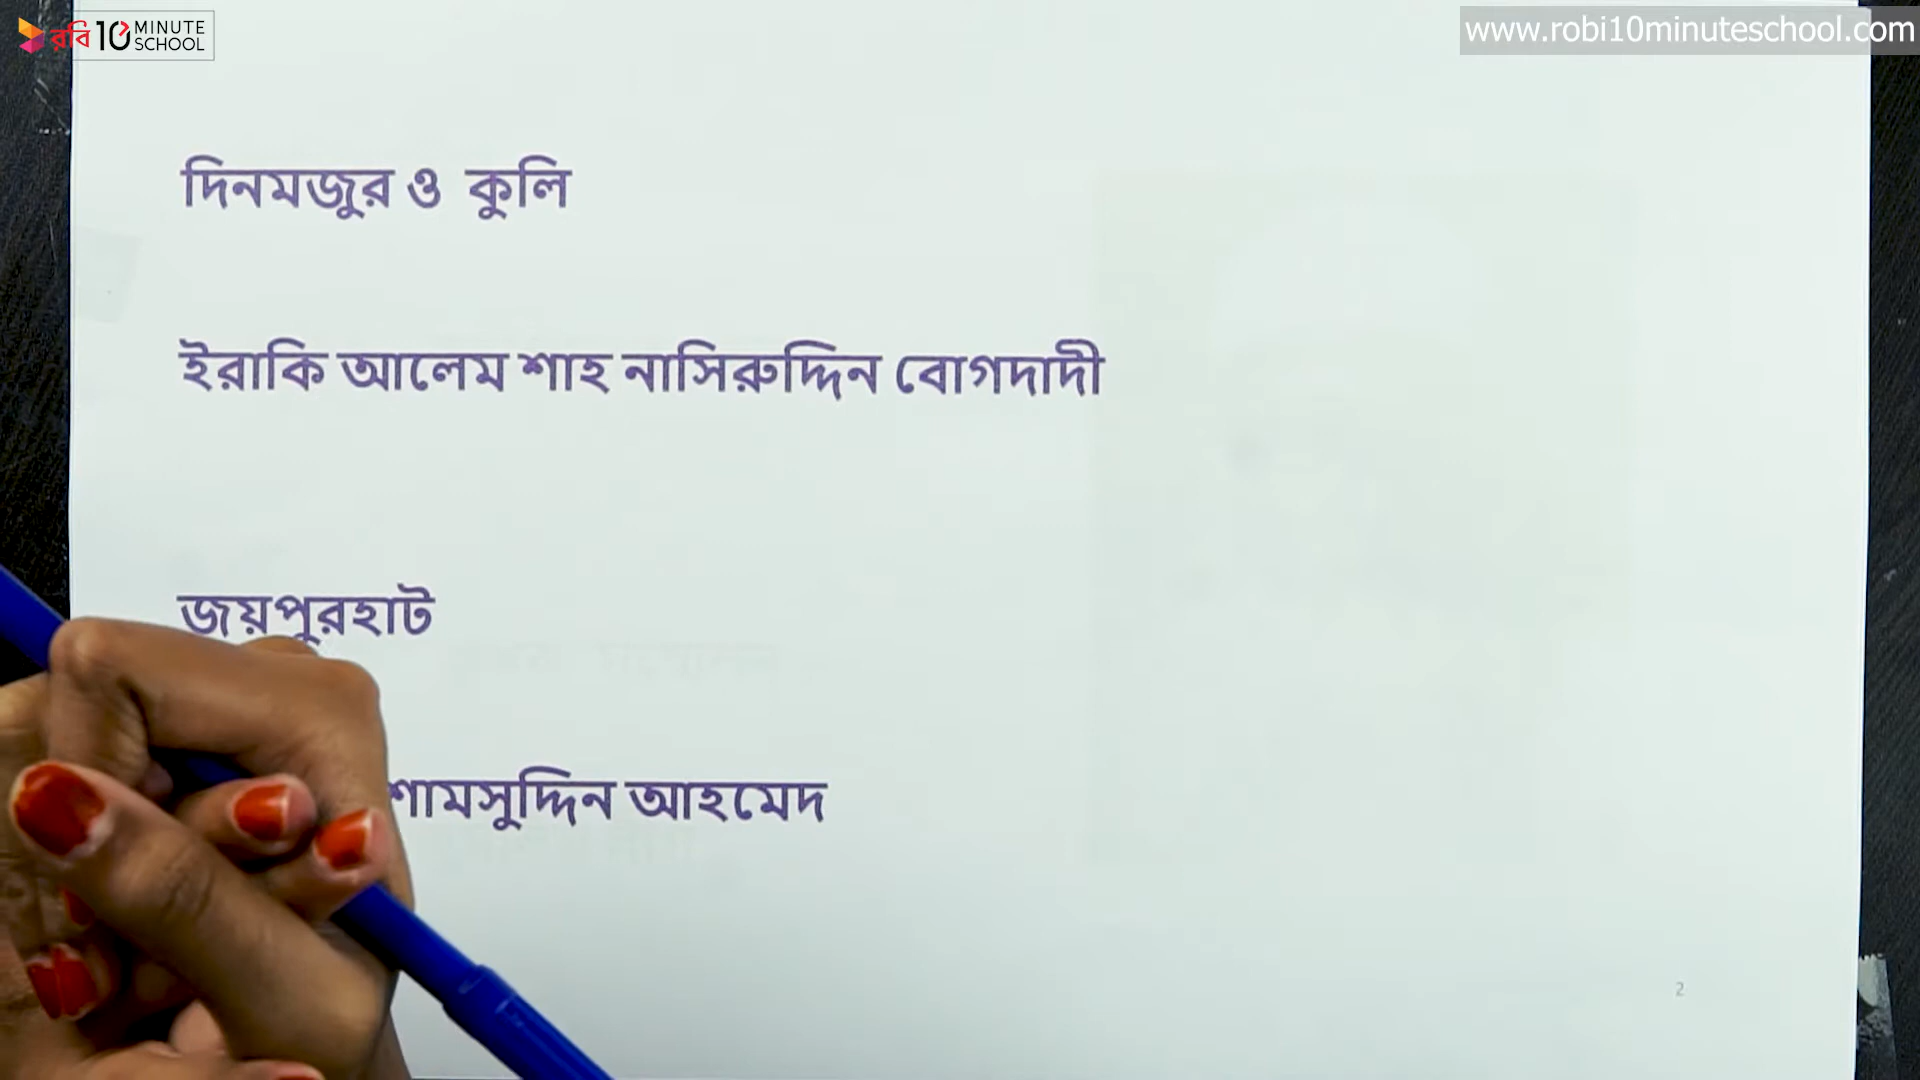 রবি 10 MINUTE SCHOOL
www.robi10minuteschool.com
দিনমজুর ও কুলি
ইরাকি আলেম শাহ নাসিরুদ্দিন বোগদাদী
জয়পুরহাট
শামসুদ্দিন আহমেদ
2